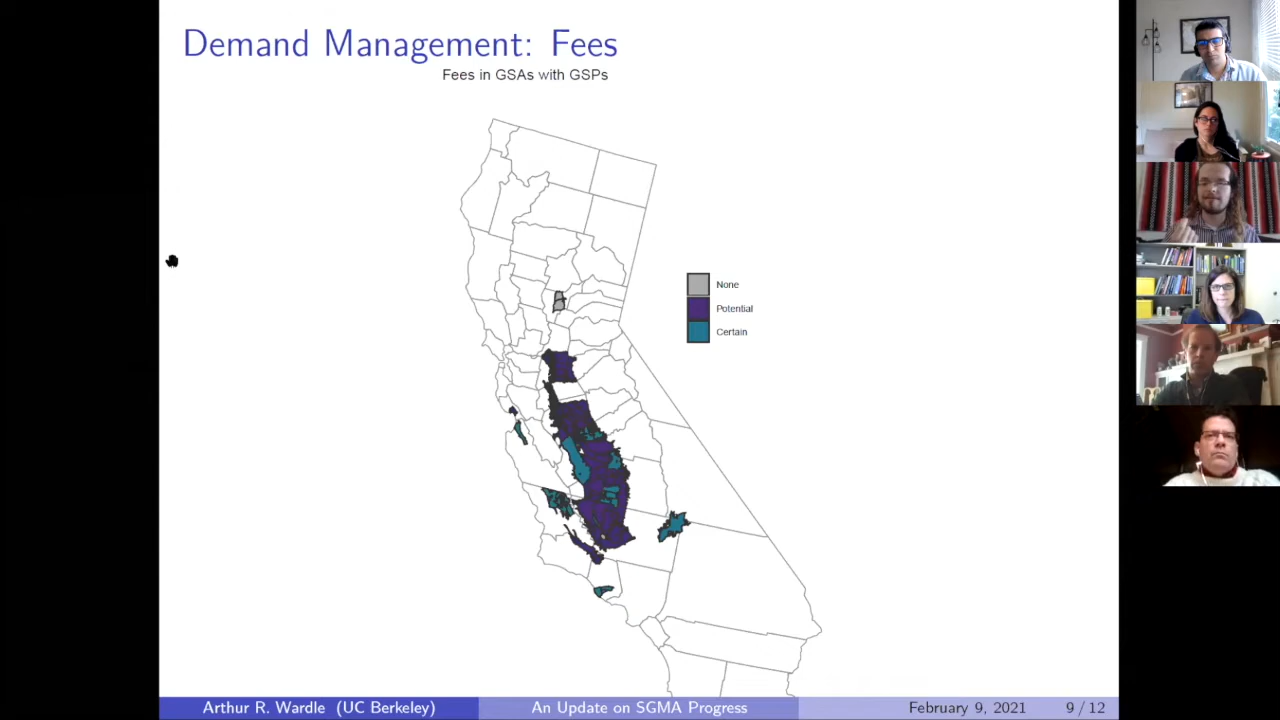 Demand Management: Fees
Fees in GSAs with GSPs
None
Potential
Certain
Arthur R. Wardle (UC Berkeley)
An Update on SGMA Progress
February 9, 2021
9 / 12